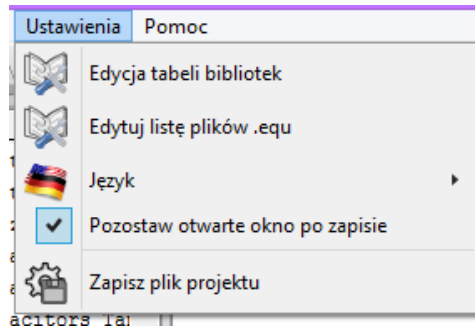 Ustawienia Pomoc
Edycja tabeli bibliotek
Edytuj listę plików .equ
Język
Pozostaw otwarte okno po zapisie
Zapisz plik projektu